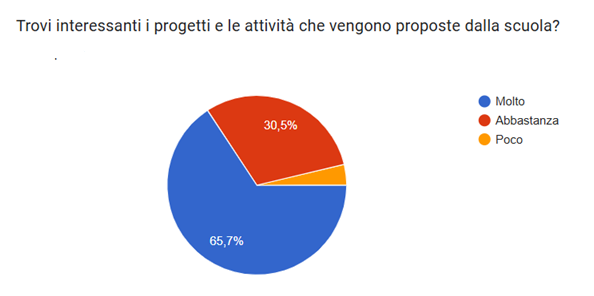 Trovi interessanti i progetti e le attività che vengono proposte dalla scuola?
.
Molto
Abbastanza
Poco
30,5%
65,7%